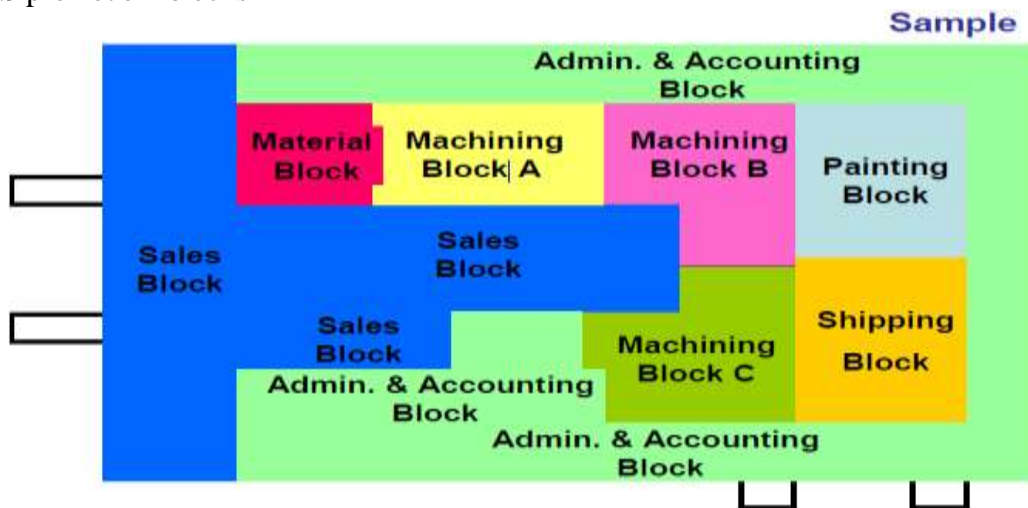 Sample
Admin. & Accounting
Block
Material
Block
Machining
Block A
Machining
Block B
Painting
Block
Sales
Block
Sales
Block
Sales
Block
Shipping
Block
Machining
Block C
Admin. & Accounting
Block
Admin. & Accounting
Block